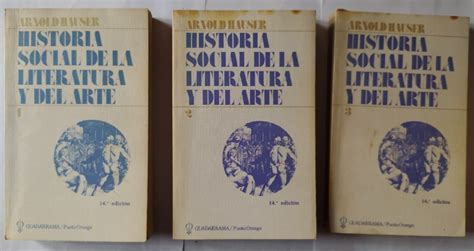 ARNOLD HAUSER
HISTORIA
SOCIAL DE LA
LITERATURA
Y DEL ARTE
1
14.ª edición
GUADARRAMA/Punto Omega
ARNOLD HAUSER
HISTORIA
SOCIAL DE LA
LITERATURA
Y DEL ARTE
2
14.ª edición
GUADARRAMA/Punto Omega
ARNOLD HAUSER
HISTORIA
SOCIAL DE LA
LITERATURA
Y DEL ARTE
3
14.ª edición
GUADARRAMA/Punto Omega